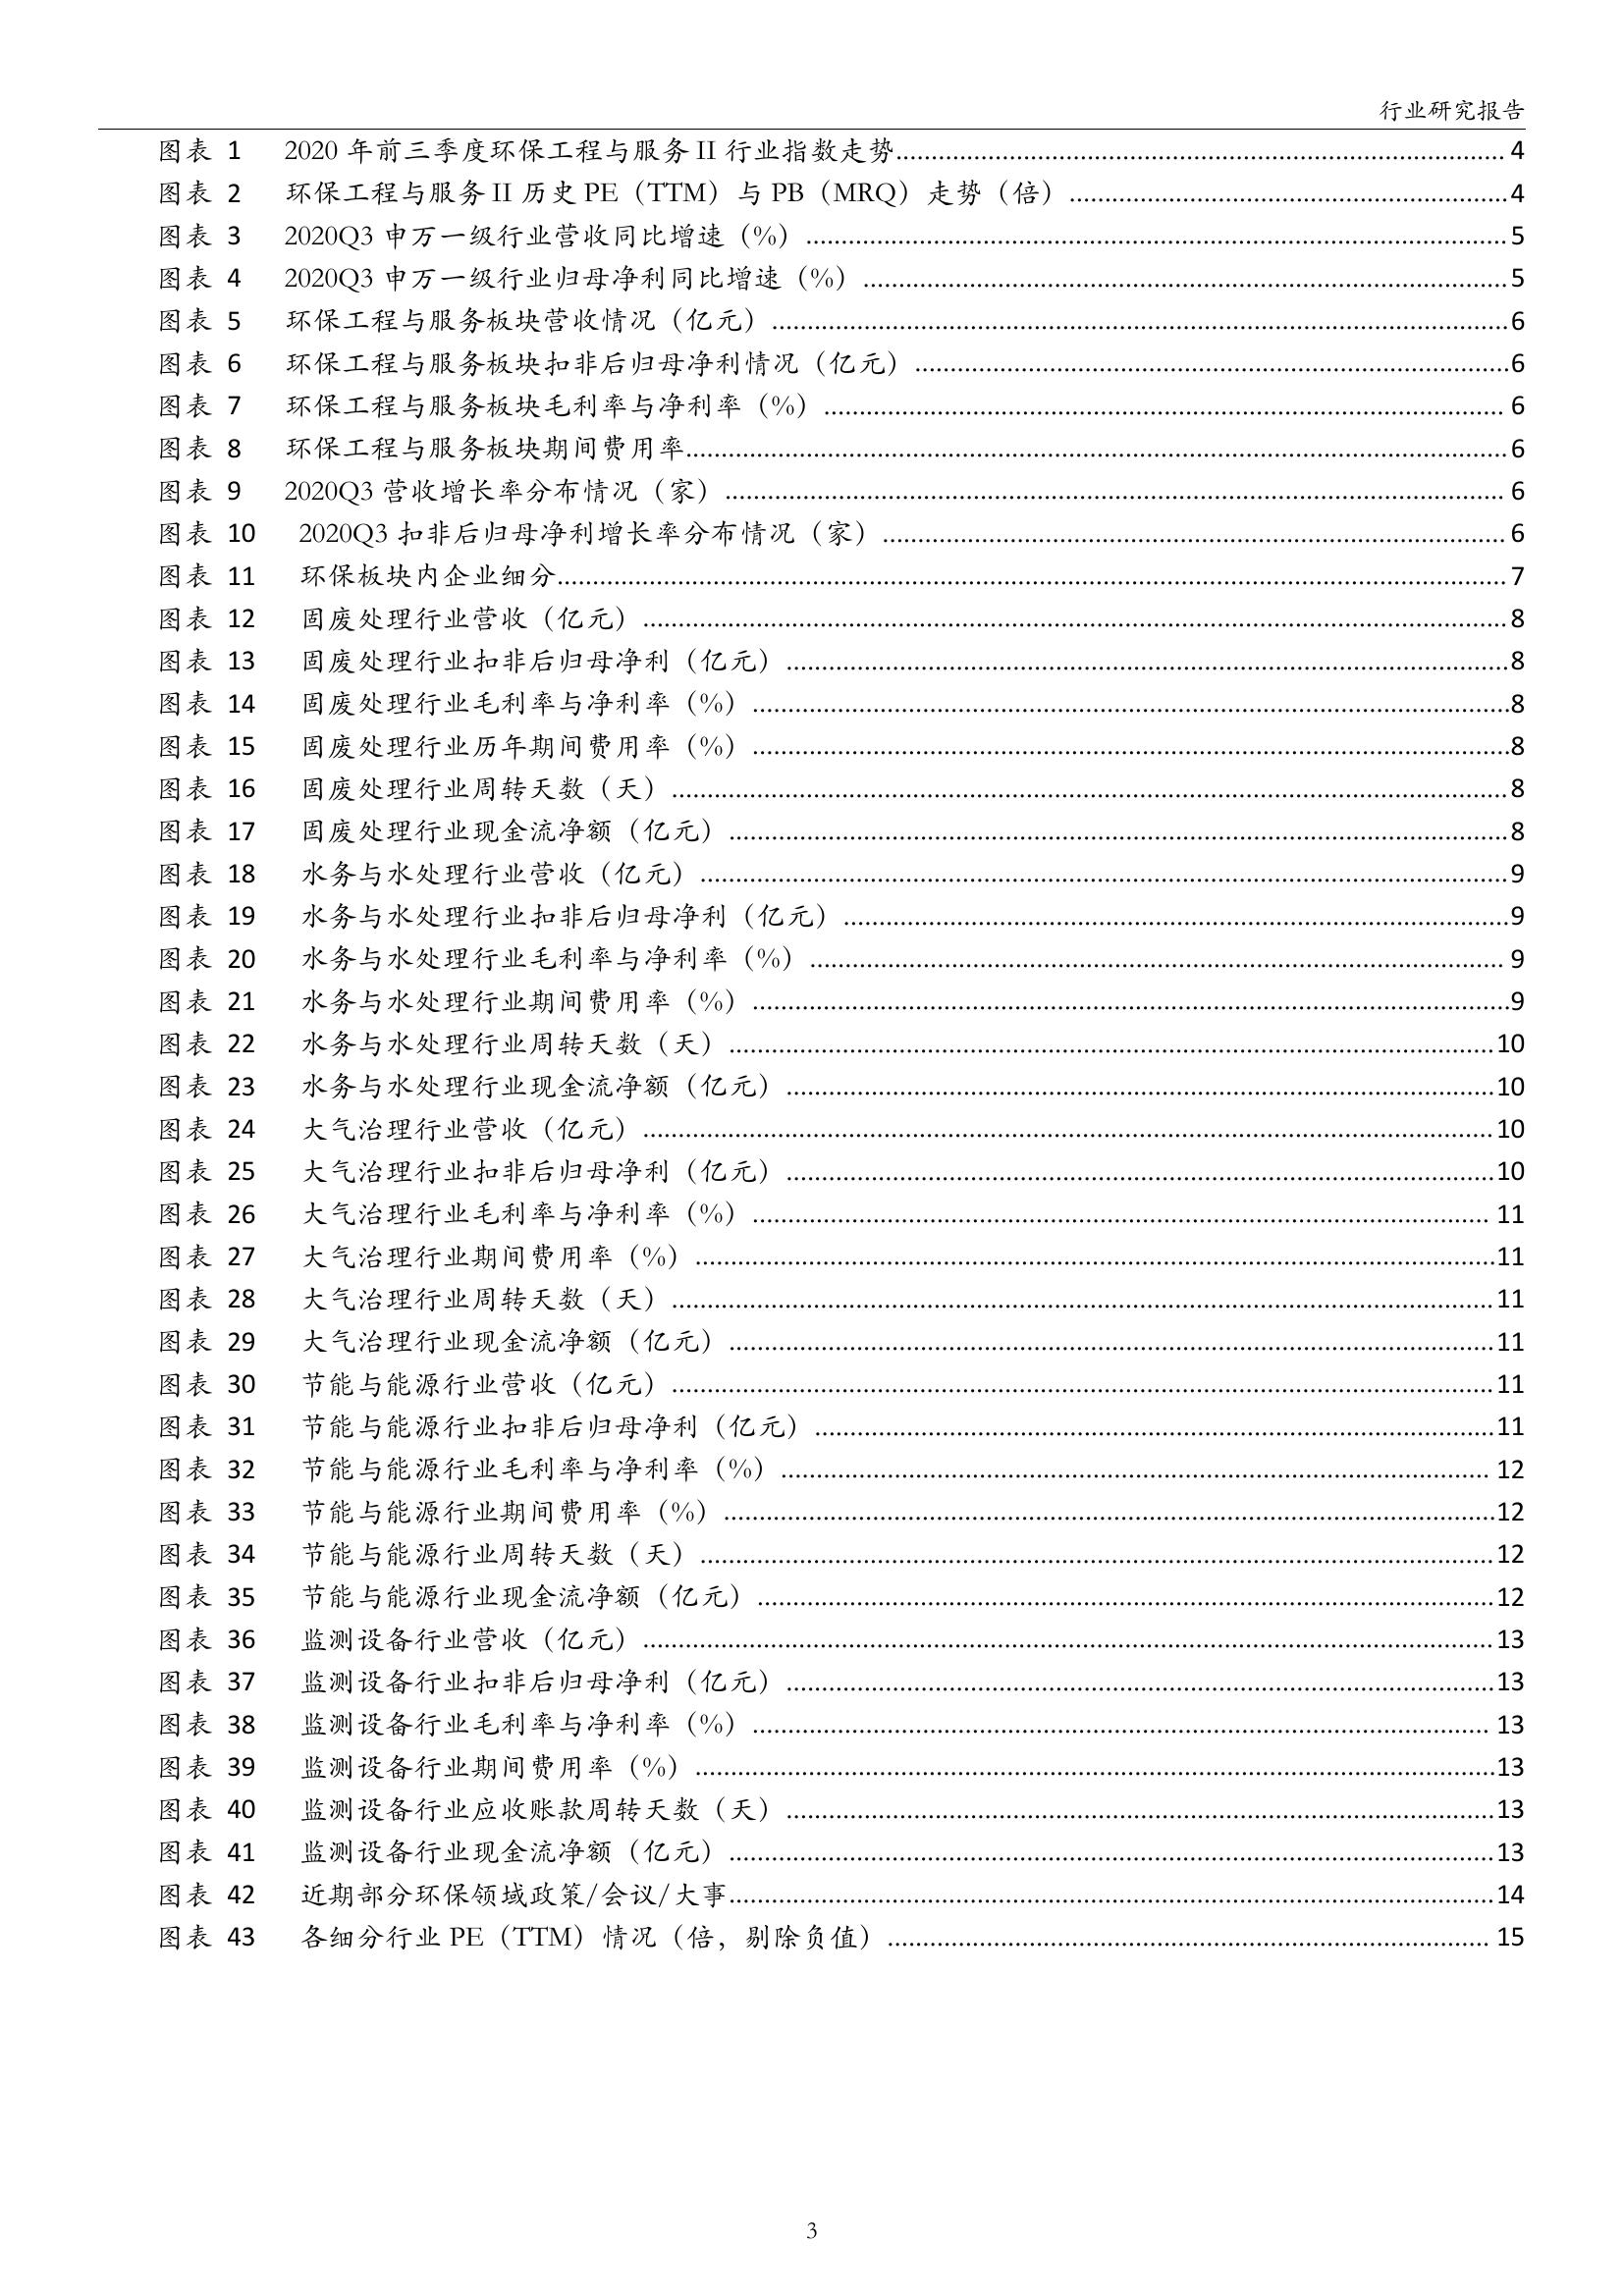 行业研究报告
图表 1 2020 年前三季度环保工程与服务 II 行业指数走势 4
图表 2 环保工程与服务 II 历史 PE（TTM）与 PB（MRQ）走势（倍） 4
图表 3 2020Q3 申万一级行业营收同比增速（%） 5
图表 4 2020Q3 申万一级行业归母净利同比增速（%） 5
图表 5 环保工程与服务板块营收情况（亿元） 6
图表 6 环保工程与服务板块扣非后归母净利情况（亿元） 6
图表 7 环保工程与服务板块毛利率与净利率（%） 6
图表 8 环保工程与服务板块期间费用率 6
图表 9 2020Q3 营收增长率分布情况（家） 6
图表 10 2020Q3 扣非后归母净利增长率分布情况（家） 6
图表 11 环保板块内企业细分 7
图表 12 固废处理行业营收（亿元） 8
图表 13 固废处理行业扣非后归母净利（亿元） 8
图表 14 固废处理行业毛利率与净利率（%） 8
图表 15 固废处理行业历年期间费用率（%） 8
图表 16 固废处理行业周转天数（天） 8
图表 17 固废处理行业现金流净额（亿元） 8
图表 18 水务与水处理行业营收（亿元） 9
图表 19 水务与水处理行业扣非后归母净利（亿元） 9
图表 20 水务与水处理行业毛利率与净利率（%） 9
图表 21 水务与水处理行业期间费用率（%） 9
图表 22 水务与水处理行业周转天数（天） 10
图表 23 水务与水处理行业现金流净额（亿元） 10
图表 24 大气治理行业营收（亿元） 10
图表 25 大气治理行业扣非后归母净利（亿元） 10
图表 26 大气治理行业毛利率与净利率（%） 11
图表 27 大气治理行业期间费用率（%） 11
图表 28 大气治理行业周转天数（天） 11
图表 29 大气治理行业现金流净额（亿元） 11
图表 30 节能与能源行业营收（亿元） 11
图表 31 节能与能源行业扣非后归母净利（亿元） 11
图表 32 节能与能源行业毛利率与净利率（%） 12
图表 33 节能与能源行业期间费用率（%） 12
图表 34 节能与能源行业周转天数（天） 12
图表 35 节能与能源行业现金流净额（亿元） 12
图表 36 监测设备行业营收（亿元） 13
图表 37 监测设备行业扣非后归母净利（亿元） 13
图表 38 监测设备行业毛利率与净利率（%） 13
图表 39 监测设备行业期间费用率（%） 13
图表 40 监测设备行业应收账款周转天数（天） 13
图表 41 监测设备行业现金流净额（亿元） 13
图表 42 近期部分环保领域政策/会议/大事 14
图表 43 各细分行业 PE（TTM）情况（倍，剔除负值） 15
3